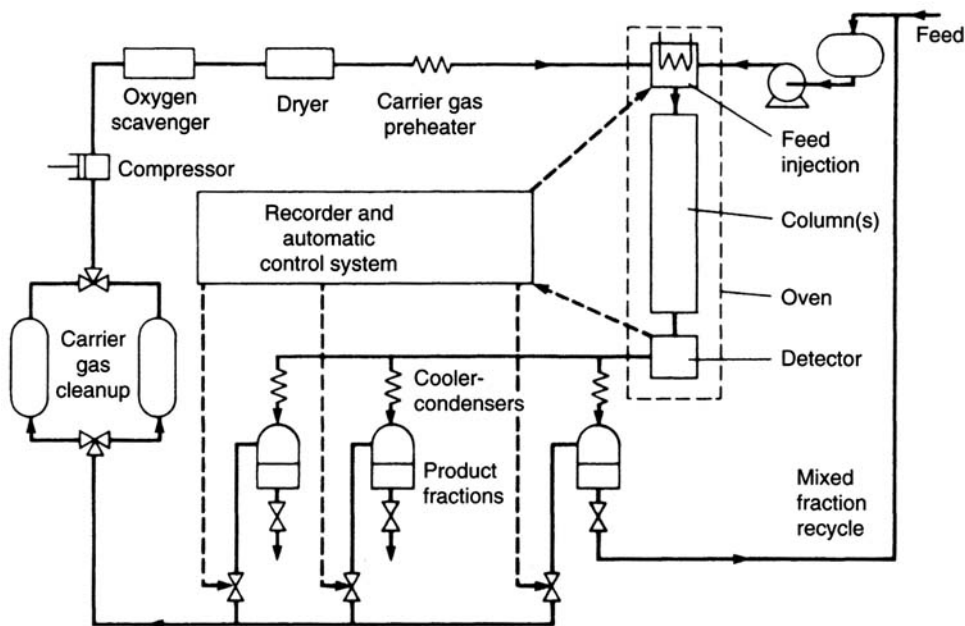 Feed
Oxygen
scavenger
Dryer
Carrier gas
preheater
Feed
injection
Compressor
Recorder and
automatic
control system
Column(s)
Oven
Carrier
gas
cleanup
Detector
Cooler-
condensers
Product
fractions
Mixed
fraction
recycle